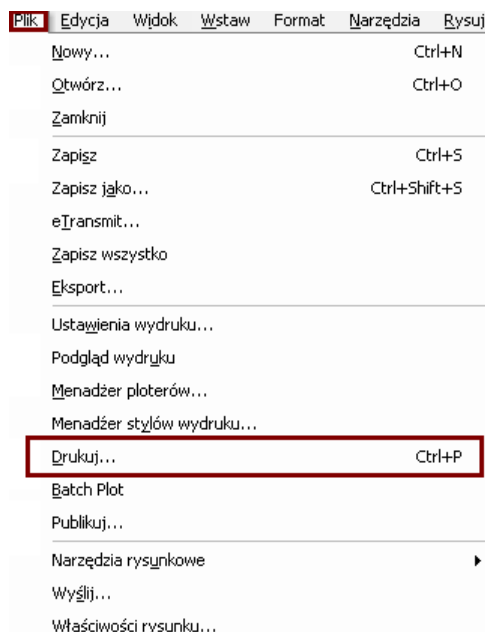 Plik Edycja Widok Wstaw Format Narzędzia Rysuj
Nowy... Ctrl+N
Otwórz... Ctrl+O
Zamknij
Zapisz Ctrl+S
Zapisz jako... Ctrl+Shift+S
eTransmit...
Zapisz wszystko
Eksport...
Ustawienia wydruku...
Podgląd wydruku
Menadżer ploterów...
Menadżer stylów wydruku...
Drukuj... Ctrl+P
Batch Plot
Publikuj...
Narzędzia rysunkowe
Wyślij...
Właściwości rysunku...